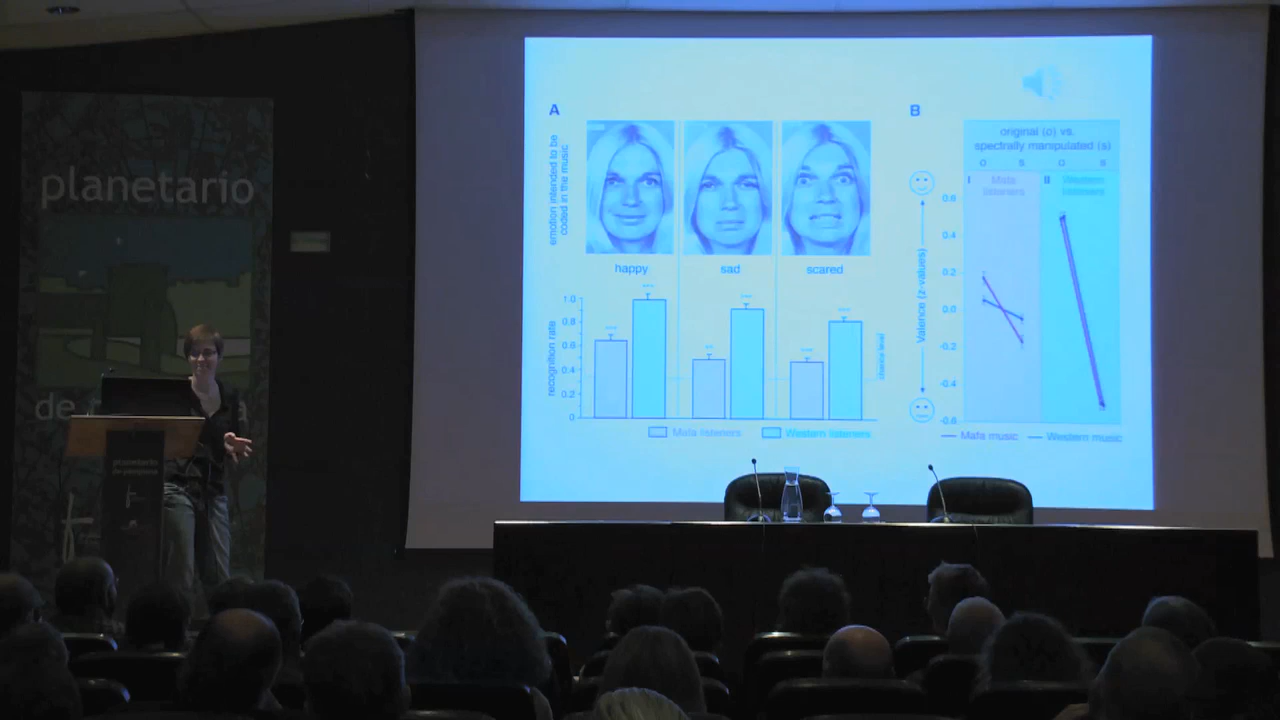 planetario
de
planetario
de pamplona
A
emotion intended to be
coded in the music
happy
sad
scared
recognition rate
1.0
0.8
0.6
0.4
0.2
0
***
***
**
***
***
***
chance level
Mafa listeners
Western listeners
B
original (o) vs.
spectrally manipulated (s)
O S O S
I Mafa
listeners
II Western
listeners
Valence (z-values)
0.6
0.4
0.2
0.0
-0.2
-0.4
-0.6
Mafa music
Western music